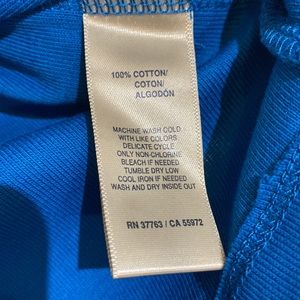 100% COTTON/
COTON/
ALGODÓN
MACHINE WASH COLD
WITH LIKE COLORS
DELICATE CYCLE
ONLY NON-CHLORINE
BLEACH IF NEEDED
TUMBLE DRY LOW
COOL IRON IF NEEDED
WASH AND DRY INSIDE OUT
RN 37763 / CA 55972